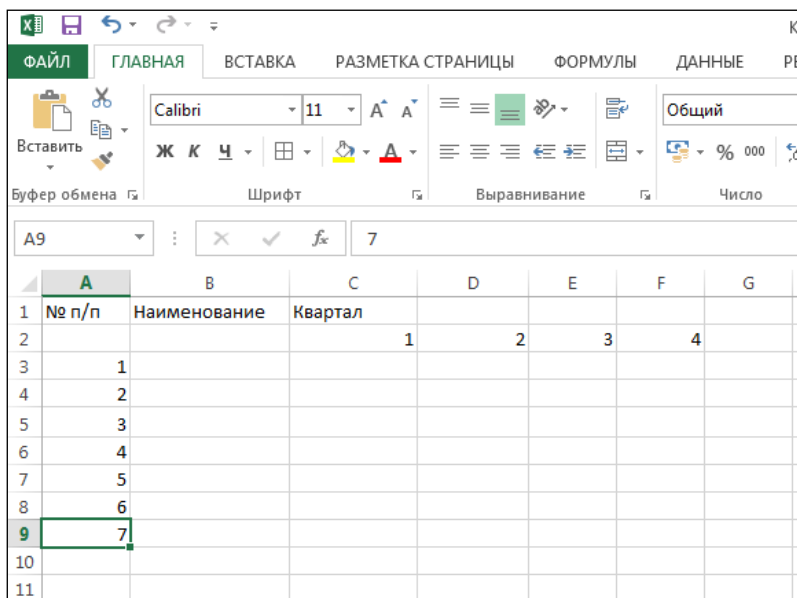 К
ФАЙЛ ГЛАВНАЯ ВСТАВКА РАЗМЕТКА СТРАНИЦЫ ФОРМУЛЫ ДАННЫЕ РЕ
Calibri 11 Общий
Вставить
Ж К Ч % 000
Буфер обмена Шрифт Выравнивание Число
A9 fx 7
A B C D E F G
1 № п/п Наименование Квартал
2 1 2 3 4
3 1
4 2
5 3
6 4
7 5
8 6
9 7
10
11